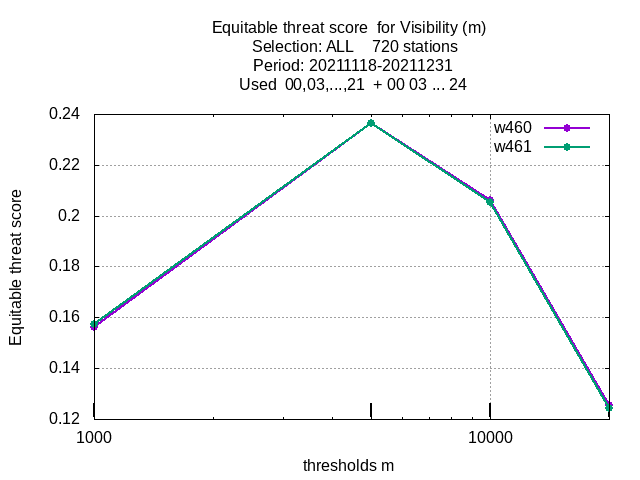 Equitable threat score  for Visibility (m)
Selection: ALL    720 stations
Period: 20211118-20211231
Used  00,03,...,21  + 00 03 ... 24
w460
w461
Equitable threat score
0.24
0.22
0.2
0.18
0.16
0.14
0.12
1000
10000
thresholds m